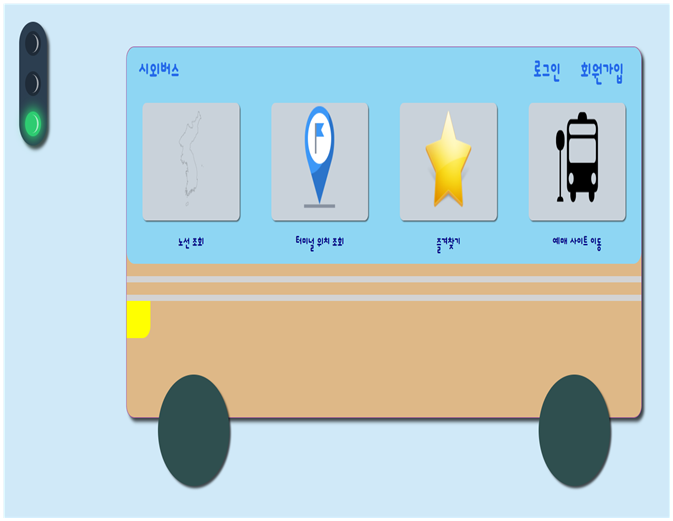 시외버스
로그인 회원가입
노선 조회
터미널 위치 조회
즐겨찾기
예매 사이트 이동